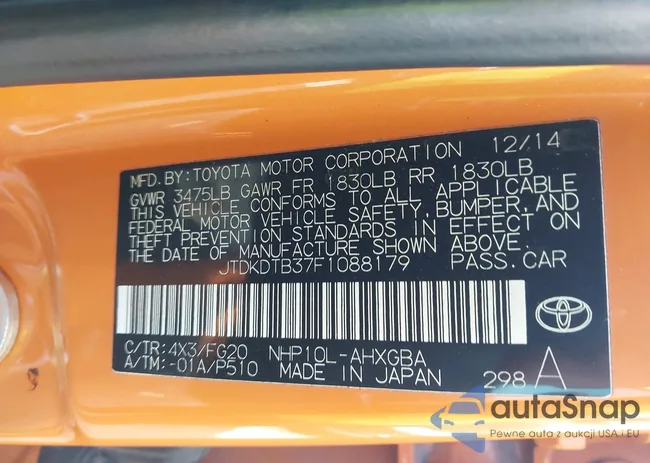 MFD.BY:TOYOTA MOTOR CORPORATION 12/14
GVWR 3475LB GAWR FR 1830LB RR 1830LB
THIS VEHICLE CONFORMS TO ALL APPLICABLE
FEDERAL MOTOR VEHICLE SAFETY, BUMPER, AND
THEFT PREVENTION STANDARDS IN EFFECT ON
THE DATE OF MANUFACTURE SHOWN ABOVE.
JTDKDTB37F1088179 PASS.CAR
C/TR:4X3/FG20 NHP10L-AHXGBA
A/TM:-01A/P510 MADE IN JAPAN 298 A
autaSnap
Pewne auta z aukcji USA i EU